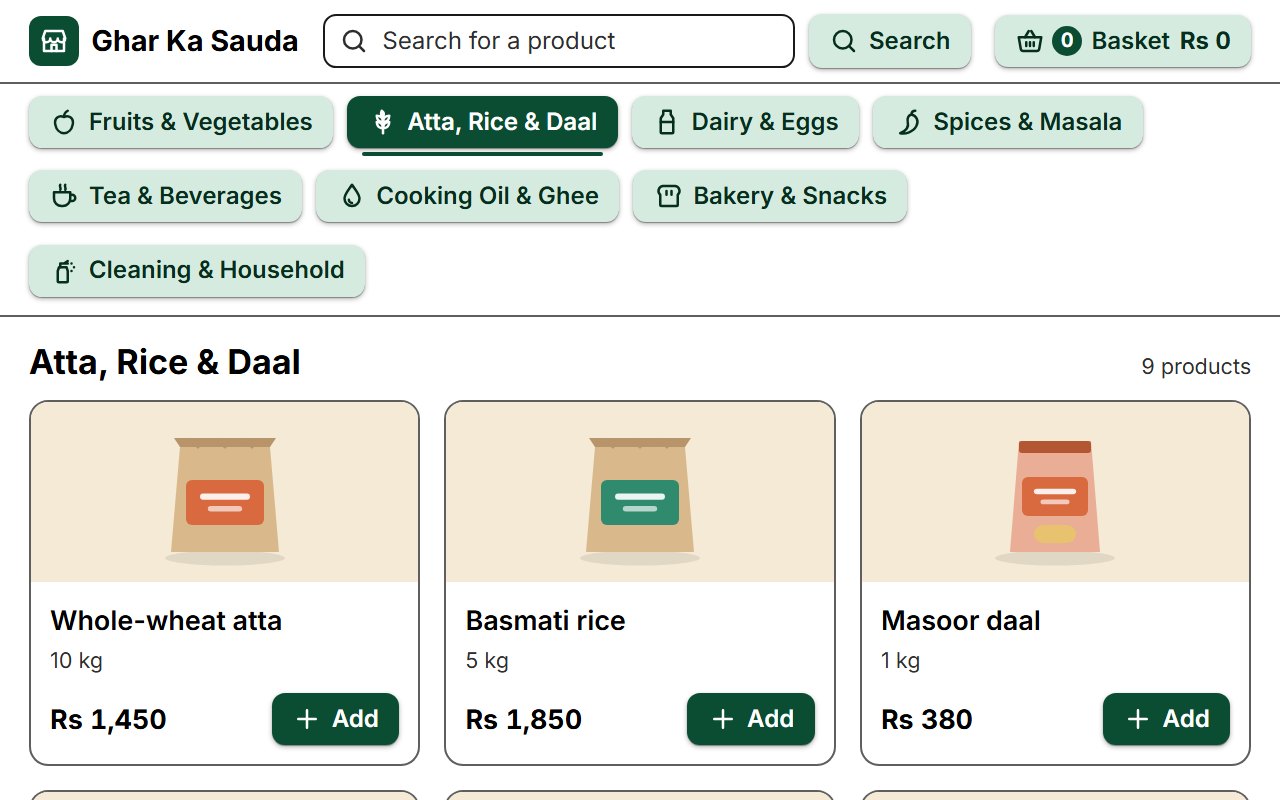 Ghar Ka Sauda
Search for a product
Search
0 Basket Rs 0
Fruits & Vegetables
Atta, Rice & Daal
Dairy & Eggs
Spices & Masala
Tea & Beverages
Cooking Oil & Ghee
Bakery & Snacks
Cleaning & Household
Atta, Rice & Daal
9 products
Whole-wheat atta
10 kg
Rs 1,450
Add
Basmati rice
5 kg
Rs 1,850
Add
Masoor daal
1 kg
Rs 380
Add